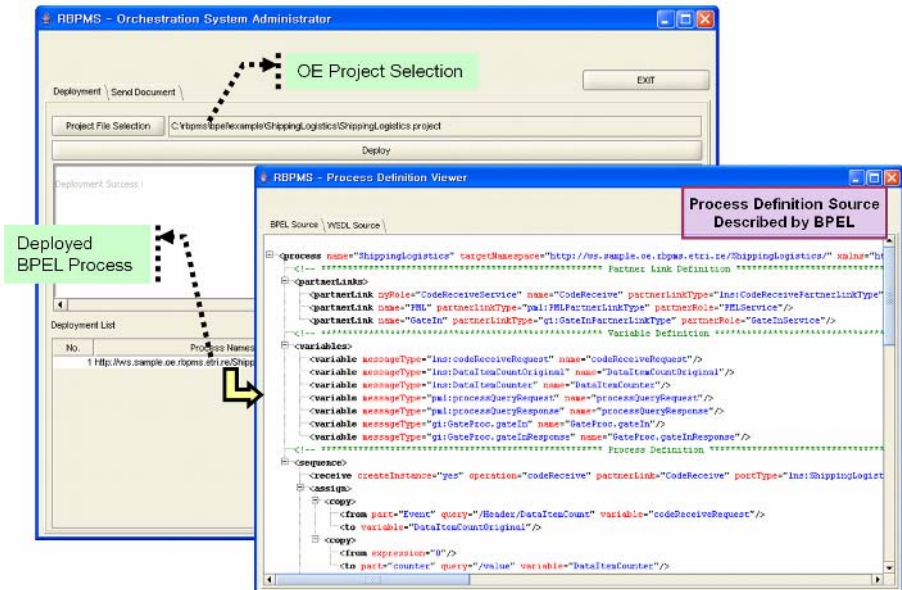 RBPMS - Orchestration System Administrator
OE Project Selection
EXIT
Deployment
Send Document
Project File Selection
C:\rbpms\bpel\example\ShippingLogistics\ShippingLogistics.project
Deploy
Deployment Success !
Deployed
BPEL Process
Deployment List
No.
Process Names
1 http://ws.sample.oe.rbpms.etri.re/Shipp
RBPMS - Process Definition Viewer
Process Definition Source
Described by BPEL
BPEL Source
WSDL Source
<process name="ShippingLogistics" targetNamespace="http://ws.sample.oe.rbpms.etri.re/ShippingLogistics/" xmlns="ht
<!-- ************************************ Partner Link Definition ************************************
<partnerLinks>
<partnerLink myRole="CodeReceiveService" name="CodeReceive" partnerLinkType="lns:CodeReceivePartnerLinkType"
<partnerLink name="PML" partnerLinkType="pml:PMLPartnerLinkType" partnerRole="PMLService"/>
<partnerLink name="GateIn" partnerLinkType="gi:GateInPartnerLinkType" partnerRole="GateInService"/>
<!-- ************************************ Variable Definition ************************************
<variables>
<variable messageType="lns:codeReceiveRequest" name="codeReceiveRequest"/>
<variable messageType="lns:DataItemCountOriginal" name="DataItemCountOriginal"/>
<variable messageType="lns:DataItemCounter" name="DataItemCounter"/>
<variable messageType="pml:processQueryRequest" name="processQueryRequest"/>
<variable messageType="pml:processQueryResponse" name="processQueryResponse"/>
<variable messageType="gi:GateProc.gateIn" name="GateProc.gateIn"/>
<variable messageType="gi:GateProc.gateInResponse" name="GateProc.gateInResponse"/>
<!-- ************************************ Process Definition ************************************
<sequence>
<receive createInstance="yes" operation="codeReceive" partnerLink="CodeReceive" portType="lns:ShippingLogist
<assign>
<copy>
<from part="Event" query="/Header/DataItemCount" variable="codeReceiveRequest"/>
<to variable="DataItemCountOriginal"/>
<copy>
<from expression="0"/>
<to part="counter" query="/value" variable="DataItemCounter"/>